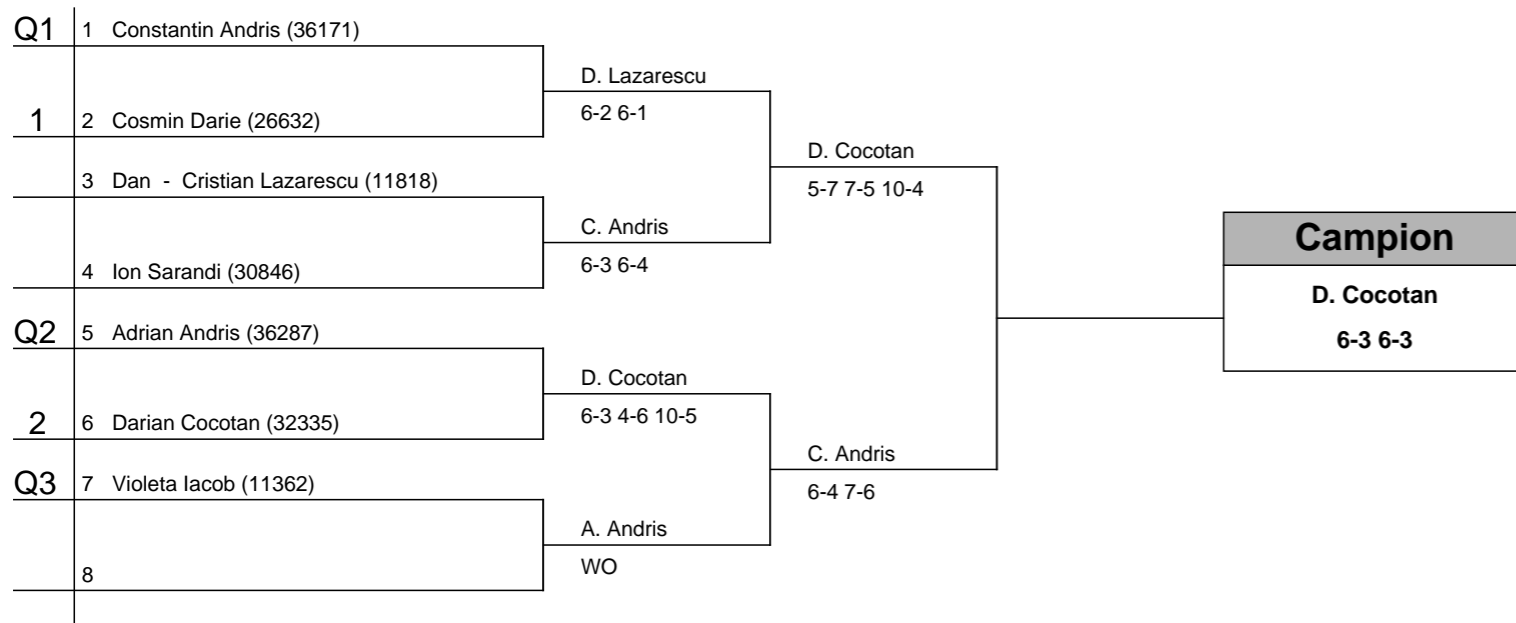 Q1 1 Constantin Andris (36171)
D. Lazarescu
6-2 6-1
1 2 Cosmin Darie (26632)
D. Cocotan
5-7 7-5 10-4
3 Dan - Cristian Lazarescu (11818)
C. Andris
6-3 6-4
4 Ion Sarandi (30846)
Campion
D. Cocotan
6-3 6-3
Q2 5 Adrian Andris (36287)
D. Cocotan
6-3 4-6 10-5
2 6 Darian Cocotan (32335)
C. Andris
6-4 7-6
Q3 7 Violeta Iacob (11362)
A. Andris
WO
8